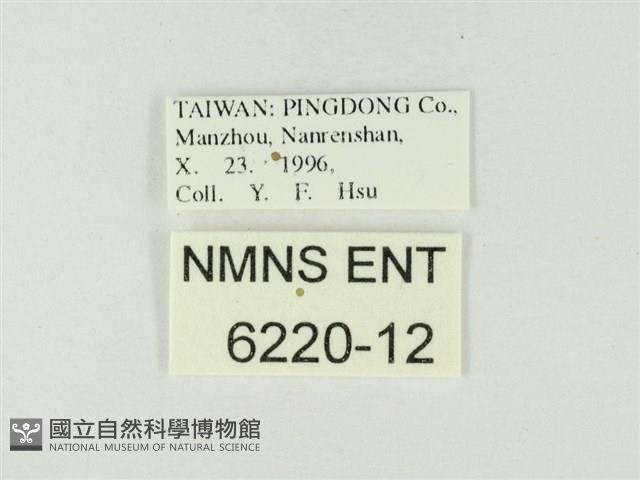 TAIWAN: PINGDONG Co.,
Manzhou, Nanrenshan,
X. 23. 1996,
Coll. Y. F. Hsu
NMNS ENT
6220-12
國立自然科學博物館
NATIONAL MUSEUM OF NATURAL SCIENCE